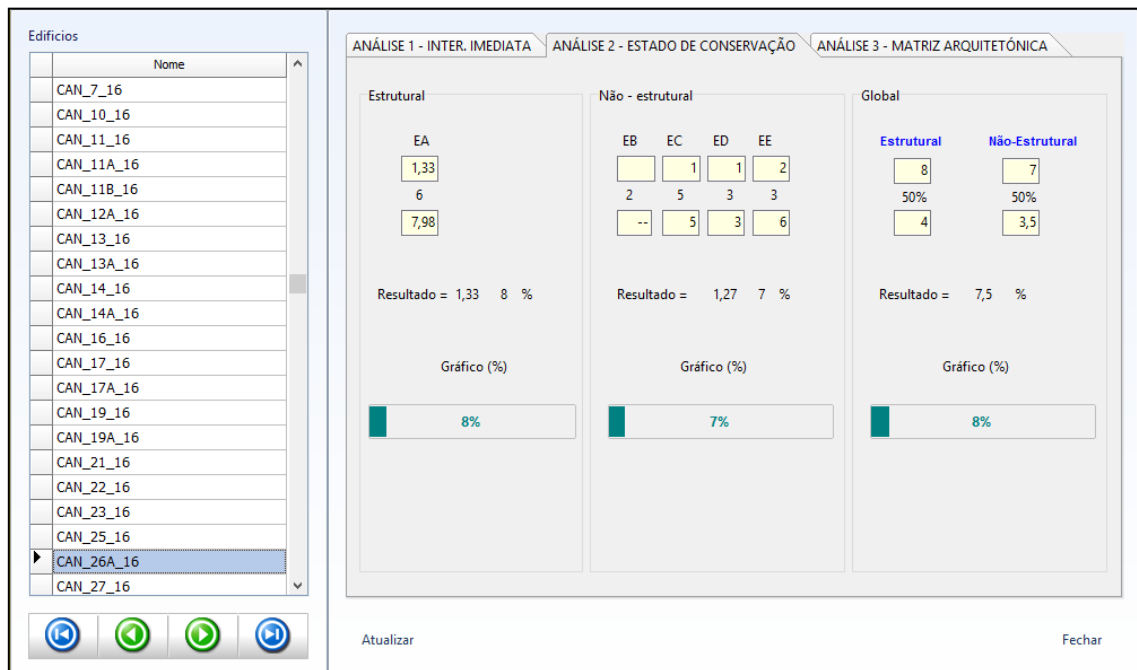 Edificios
Nome
CAN_7_16
CAN_10_16
CAN_11_16
CAN_11A_16
CAN_11B_16
CAN_12A_16
CAN_13_16
CAN_13A_16
CAN_14_16
CAN_14A_16
CAN_16_16
CAN_17_16
CAN_17A_16
CAN_19_16
CAN_19A_16
CAN_21_16
CAN_22_16
CAN_23_16
CAN_25_16
CAN_26A_16
CAN_27_16
ANÁLISE 1 - INTER. IMEDIATA ANÁLISE 2 - ESTADO DE CONSERVAÇÃO ANÁLISE 3 - MATRIZ ARQUITETÓNICA
Estrutural
EA
1,33
6
7,98
Resultado = 1,33 8 %
Gráfico (%)
8%
Não - estrutural
EB EC ED EE
1 1 2
2 5 3 3
-- 5 3 6
Resultado = 1,27 7 %
Gráfico (%)
7%
Global
Estrutural Não-Estrutural
8 7
50% 50%
4 3,5
Resultado = 7,5 %
Gráfico (%)
8%
Atualizar Fechar